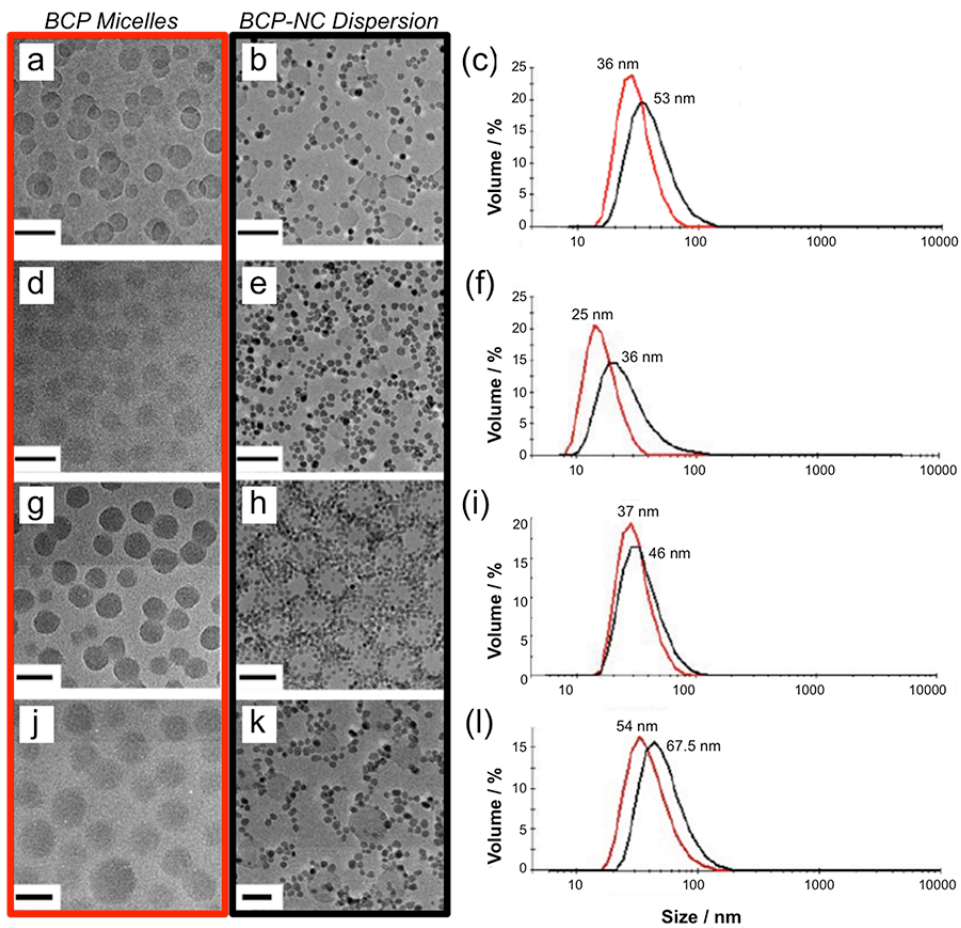 BCP Micelles
BCP-NC Dispersion
a
b
(c)
36 nm
53 nm
25
20
15
10
5
0
Volume / %
10
100
1000
10000
d
e
(f)
25 nm
36 nm
25
20
15
10
5
0
Volume / %
10
100
1000
10000
g
h
(i)
37 nm
46 nm
20
15
10
5
0
Volume / %
10
100
1000
10000
j
k
(l)
54 nm
67.5 nm
15
10
5
0
Volume / %
10
100
1000
10000
Size / nm